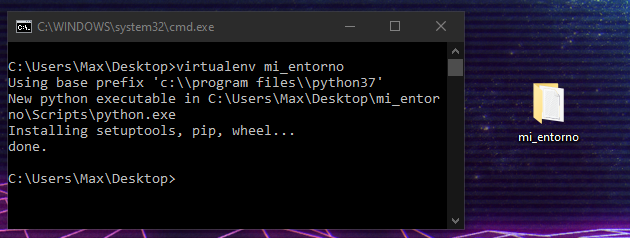 C:\WINDOWS\system32\cmd.exe
C:\Users\Max\Desktop>virtualenv mi_entorno
Using base prefix 'c:\\program files\\python37'
New python executable in C:\Users\Max\Desktop\mi_entor
no\Scripts\python.exe
Installing setuptools, pip, wheel...
done.
C:\Users\Max\Desktop>
mi_entorno